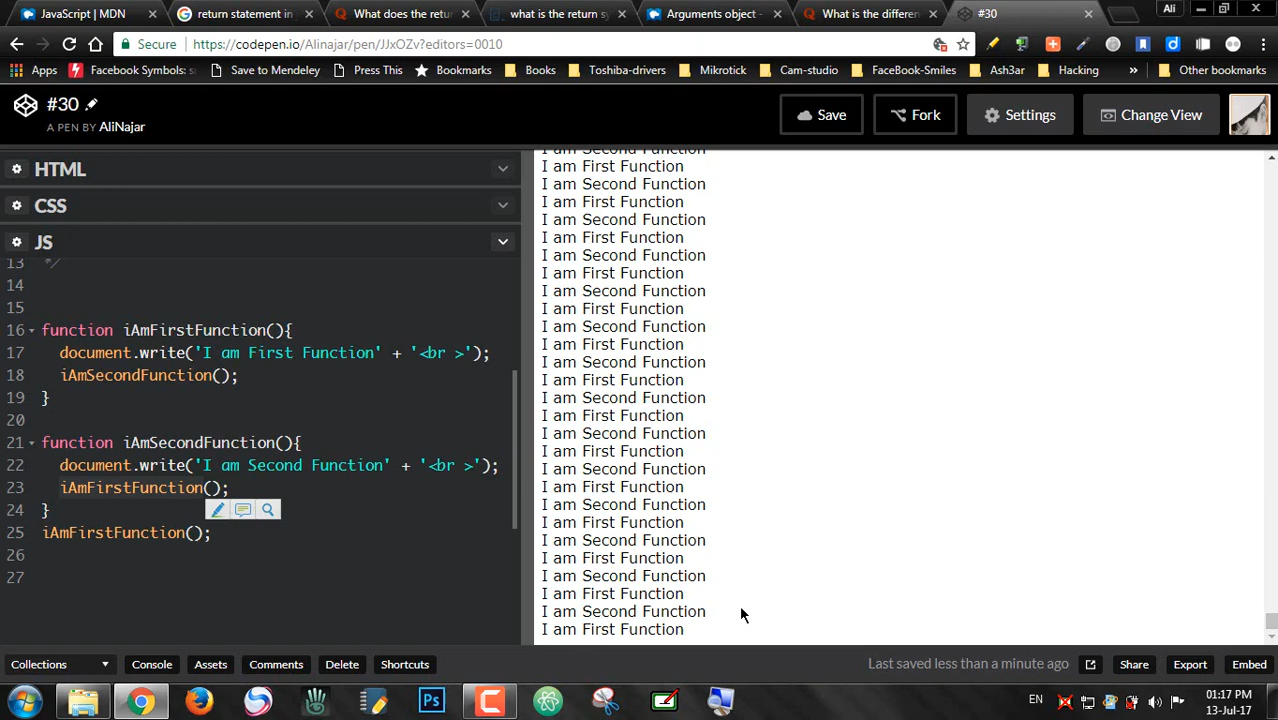 JavaScript | MDN
return statement in
What does the retu
what is the return sy
Arguments object -
What is the differen
#30
Ali
Secure
https://codepen.io/Alinajar/pen/JJxOZv?editors=0010
Apps
Facebook Symbols: s
Save to Mendeley
Press This
Bookmarks
Books
Toshiba-drivers
Mikrotick
Cam-studio
FaceBook-Smiles
Ash3ar
Hacking
»
Other bookmarks
#30
A PEN BY AliNajar
Save
Fork
Settings
Change View
HTML
CSS
JS
13 */
14
15
16 function iAmFirstFunction(){
17 document.write('I am First Function' + '<br >');
18 iAmSecondFunction();
19 }
20
21 function iAmSecondFunction(){
22 document.write('I am Second Function' + '<br >');
23 iAmFirstFunction();
24 }
25 iAmFirstFunction();
26
27
I am Second Function
I am First Function
I am Second Function
I am First Function
I am Second Function
I am First Function
I am Second Function
I am First Function
I am Second Function
I am First Function
I am Second Function
I am First Function
I am Second Function
I am First Function
I am Second Function
I am First Function
I am Second Function
I am First Function
I am Second Function
I am First Function
I am Second Function
I am First Function
I am Second Function
I am First Function
I am Second Function
I am First Function
I am Second Function
I am First Function
Collections
Console
Assets
Comments
Delete
Shortcuts
Last saved less than a minute ago
Share
Export
Embed
Ps
EN
01:17 PM
13-Jul-17